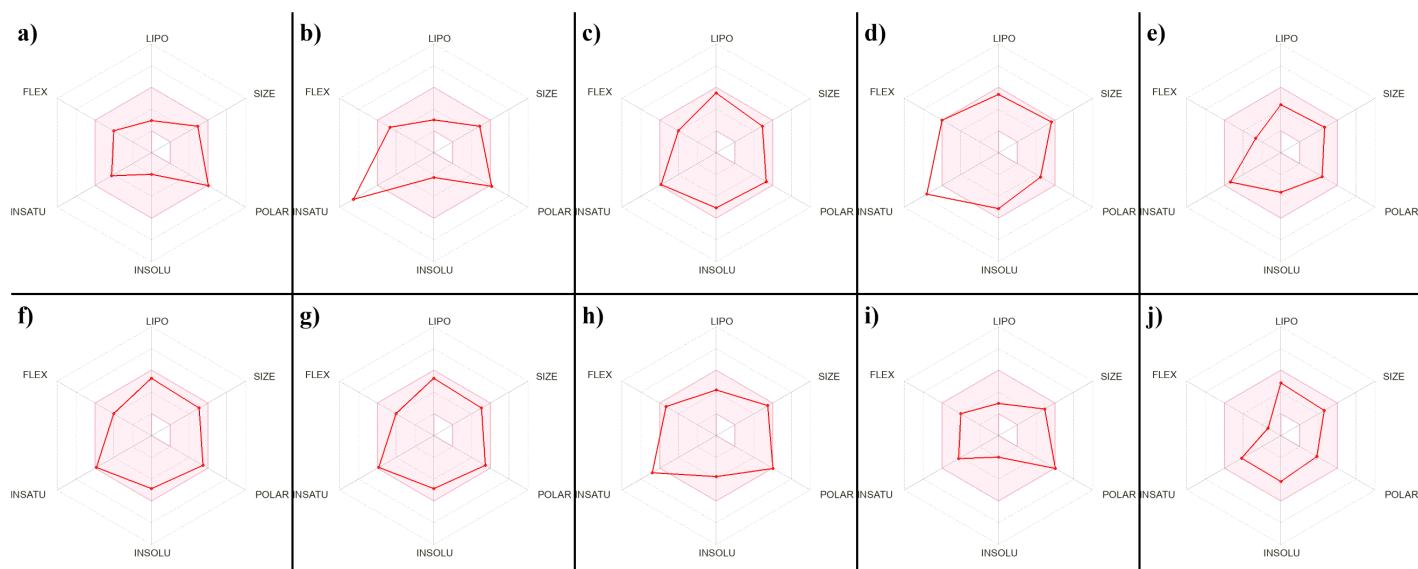 a)
LIPO
FLEX
SIZE
INSATU
POLAR
INSOLU
b)
LIPO
FLEX
SIZE
INSATU
POLAR
INSOLU
c)
LIPO
FLEX
SIZE
INSATU
POLAR
INSOLU
d)
LIPO
FLEX
SIZE
INSATU
POLAR
INSOLU
e)
LIPO
FLEX
SIZE
INSATU
POLAR
INSOLU
f)
LIPO
FLEX
SIZE
INSATU
POLAR
INSOLU
g)
LIPO
FLEX
SIZE
INSATU
POLAR
INSOLU
h)
LIPO
FLEX
SIZE
INSATU
POLAR
INSOLU
i)
LIPO
FLEX
SIZE
INSATU
POLAR
INSOLU
j)
LIPO
FLEX
SIZE
INSATU
POLAR
INSOLU